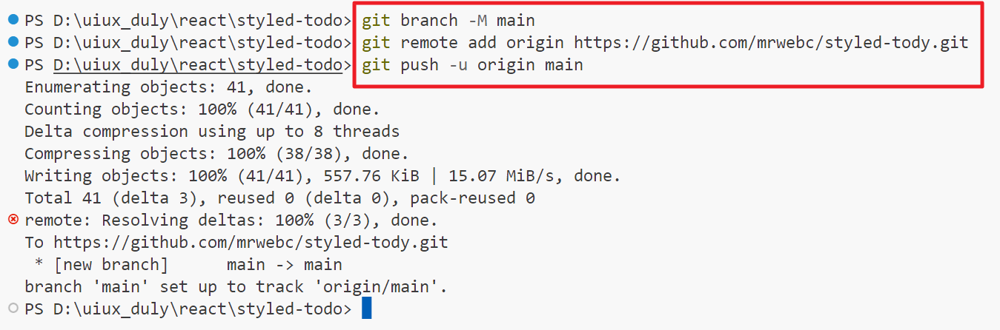 PS D:\uiux_duly\react\styled-todo> git branch -M main
PS D:\uiux_duly\react\styled-todo> git remote add origin https://github.com/mrwebc/styled-tody.git
PS D:\uiux_duly\react\styled-todo> git push -u origin main
Enumerating objects: 41, done.
Counting objects: 100% (41/41), done.
Delta compression using up to 8 threads
Compressing objects: 100% (38/38), done.
Writing objects: 100% (41/41), 557.76 KiB | 15.07 MiB/s, done.
Total 41 (delta 3), reused 0 (delta 0), pack-reused 0
remote: Resolving deltas: 100% (3/3), done.
To https://github.com/mrwebc/styled-tody.git
 * [new branch]      main -> main
branch 'main' set up to track 'origin/main'.
PS D:\uiux_duly\react\styled-todo>